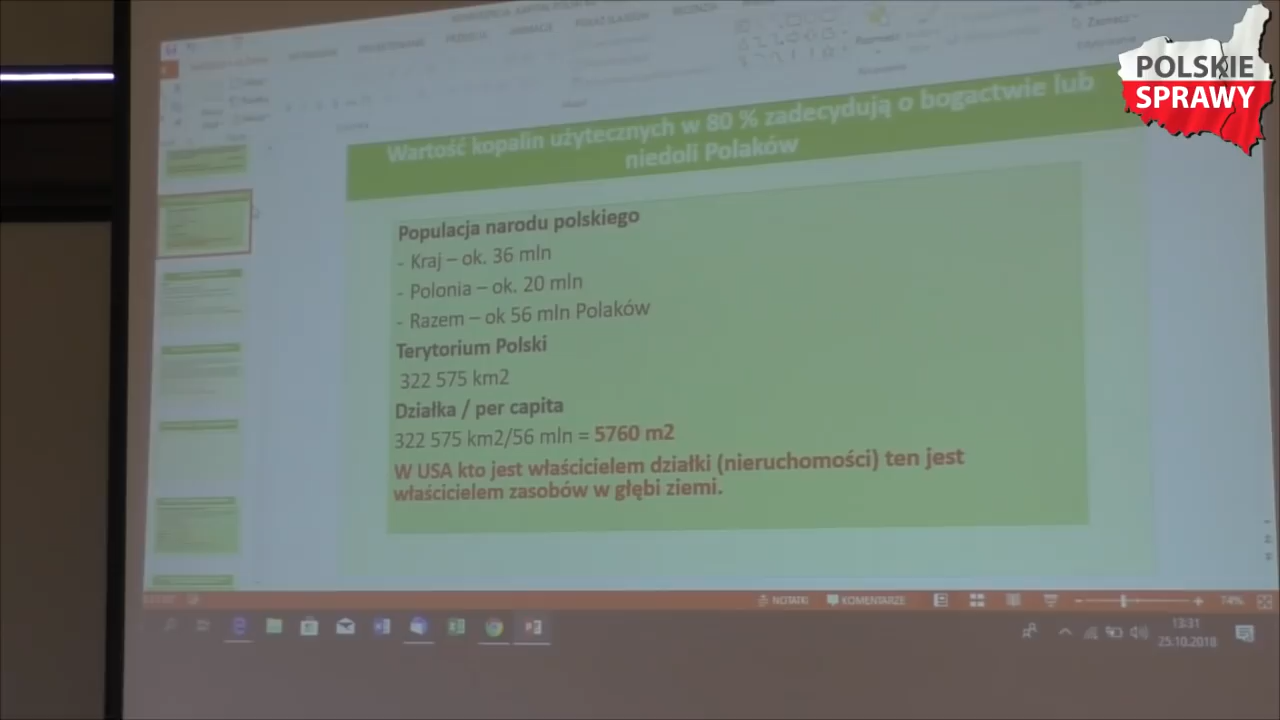 POLSKIE
SPRAWY
Wartość kopalin użytecznych w 80 % zadecydują o bogactwie lub
niedoli Polaków
Populacja narodu polskiego
- Kraj – ok. 36 mln
- Polonia – ok. 20 mln
- Razem – ok 56 mln Polaków
Terytorium Polski
322 575 km2
Działka / per capita
322 575 km2/56 mln = 5760 m2
W USA kto jest właścicielem działki (nieruchomości) ten jest
właścicielem zasobów w głębi ziemi.
NOTATKI KOMENTARZE 74%
13:31
25.10.2018